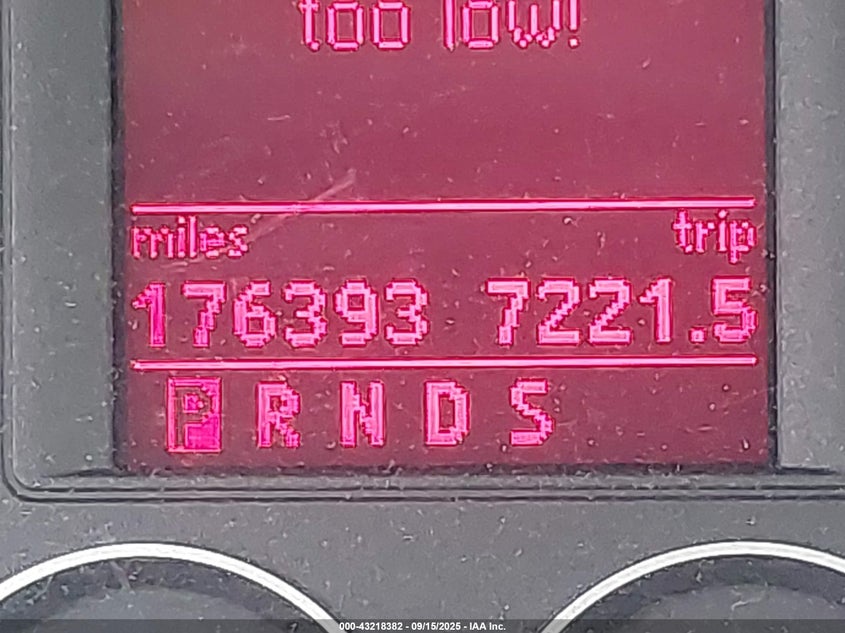 too low!
miles trip
176393 7221.5
P R N D S
000-43218382 - 09/15/2025 - IAA Inc.